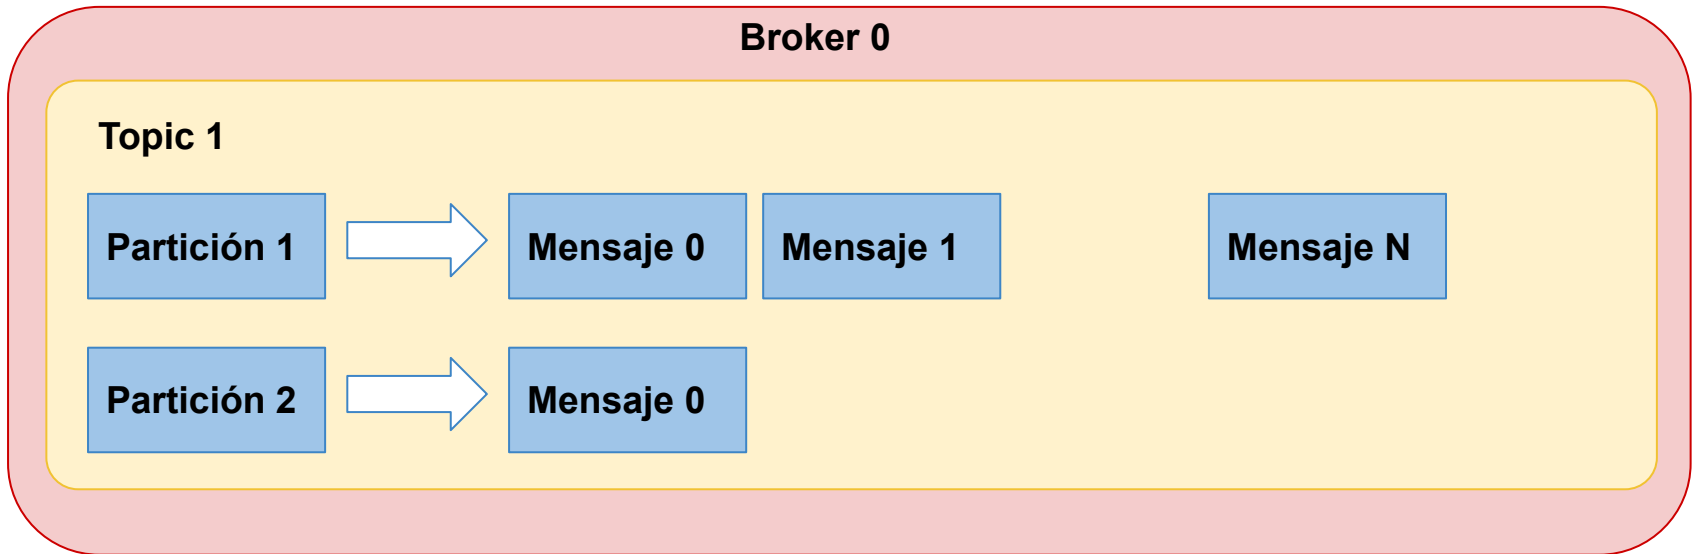 Broker 0
Topic 1
Partición 1
Mensaje 0
Mensaje 1
Mensaje N
Partición 2
Mensaje 0